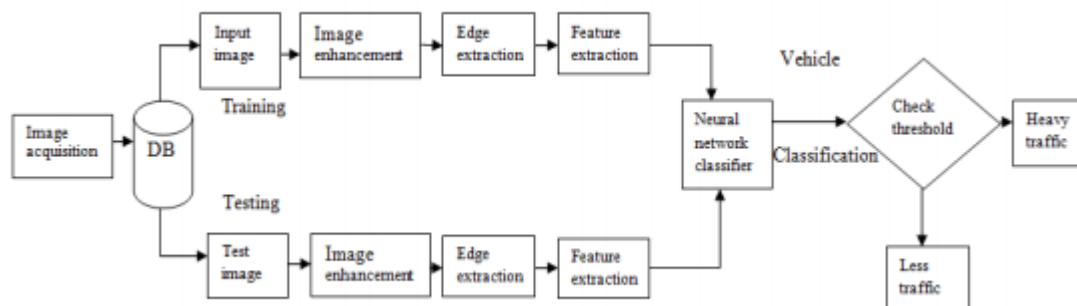 Image
acquisition
DB
Input
image
Image
enhancement
Edge
extraction
Feature
extraction
Training
Testing
Test
image
Image
enhancement
Edge
extraction
Feature
extraction
Neural
network
classifier
Vehicle
Classification
Check
threshold
Heavy
traffic
Less
traffic